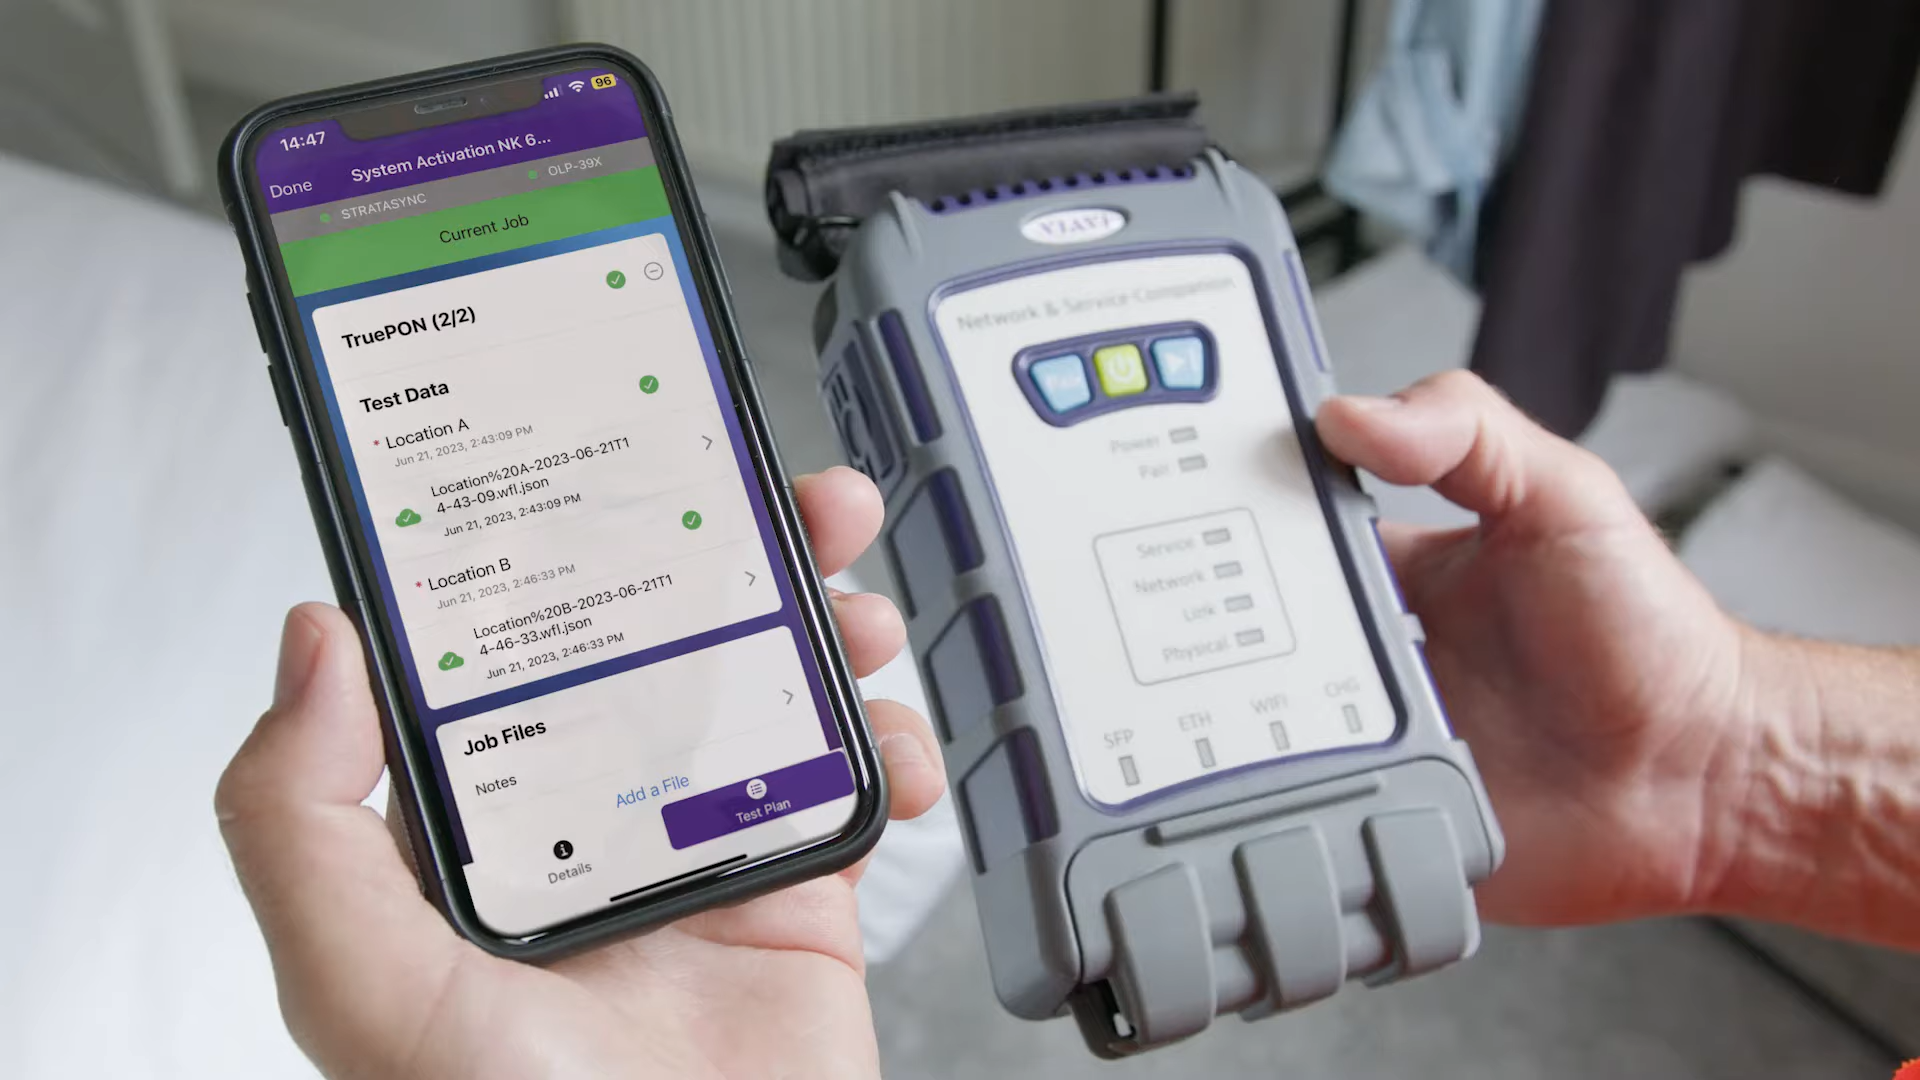 14:47
96
Done
System Activation NK 6...
STRATASYNC
OLP-39X
Current Job
TruePON (2/2)
Test Data
* Location A
Jun 21, 2023, 2:43:09 PM
Location%20A-2023-06-21T1
4-43-09.wfl.json
Jun 21, 2023, 2:43:09 PM
* Location B
Jun 21, 2023, 2:46:33 PM
Location%20B-2023-06-21T1
4-46-33.wfl.json
Jun 21, 2023, 2:46:33 PM
Job Files
Notes
Add a File
Details
Test Plan
VIAVI
Network & Service Companion
Power
Pair
Service
Network
Link
Physical
SFP
ETH
WIFI
CHG